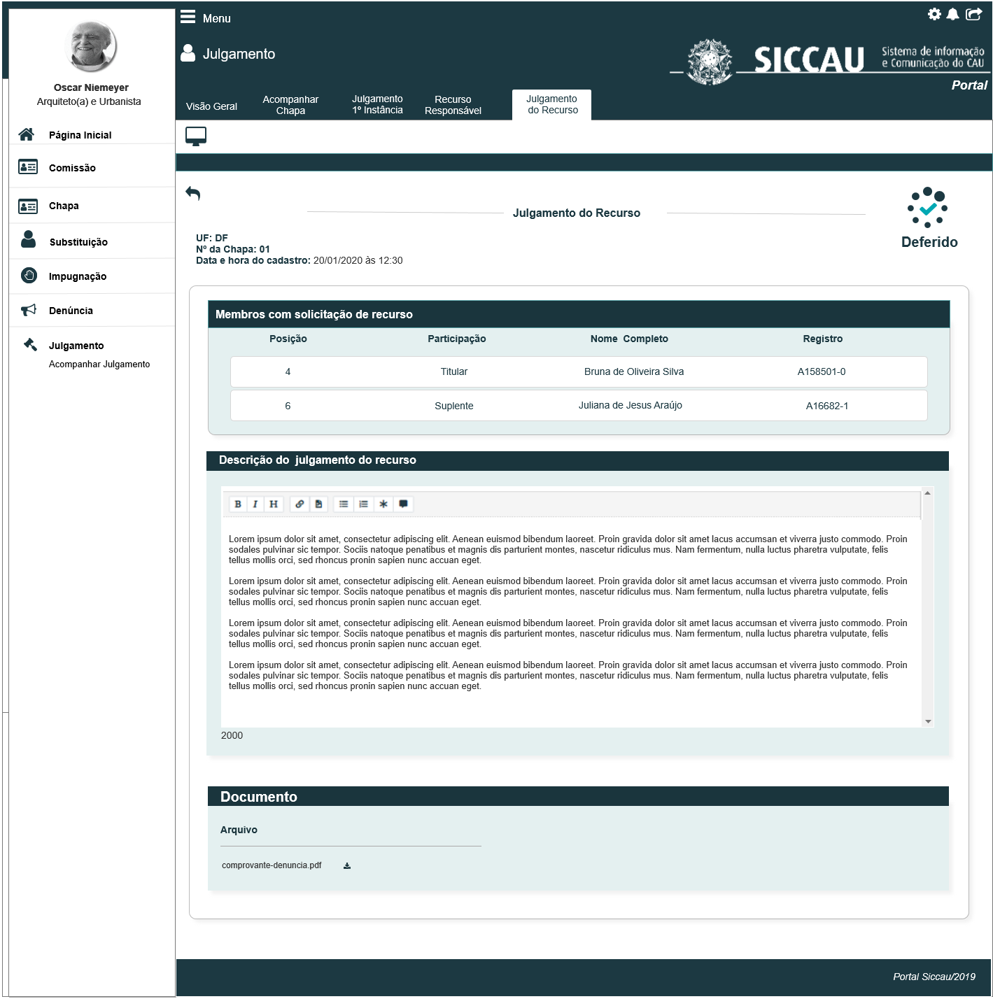 Menu
Julgamento
SICCAU
Sistema de informação
e Comunicação do CAU
Portal
Oscar Niemeyer
Arquiteto(a) e Urbanista
Página Inicial
Comissão
Chapa
Substituição
Impugnação
Denúncia
Julgamento
Acompanhar Julgamento
Visão Geral
Acompanhar
Chapa
Julgamento
1º Instância
Recurso
Responsável
Julgamento
do Recurso
Julgamento do Recurso
Deferido
UF: DF
Nº da Chapa: 01
Data e hora do cadastro: 20/01/2020 às 12:30
Membros com solicitação de recurso
Posição Participação Nome Completo Registro
4 Titular Bruna de Oliveira Silva A158501-0
6 Suplente Juliana de Jesus Araújo A16682-1
Descrição do julgamento do recurso
B I H
Lorem ipsum dolor sit amet, consectetur adipiscing elit. Aenean euismod bibendum laoreet. Proin gravida dolor sit amet lacus accumsan et viverra justo commodo. Proin
sodales pulvinar sic tempor. Sociis natoque penatibus et magnis dis parturient montes, nascetur ridiculus mus. Nam fermentum, nulla luctus pharetra vulputate, felis
tellus mollis orci, sed rhoncus pronin sapien nunc accuan eget.
Lorem ipsum dolor sit amet, consectetur adipiscing elit. Aenean euismod bibendum laoreet. Proin gravida dolor sit amet lacus accumsan et viverra justo commodo. Proin
sodales pulvinar sic tempor. Sociis natoque penatibus et magnis dis parturient montes, nascetur ridiculus mus. Nam fermentum, nulla luctus pharetra vulputate, felis
tellus mollis orci, sed rhoncus pronin sapien nunc accuan eget.
Lorem ipsum dolor sit amet, consectetur adipiscing elit. Aenean euismod bibendum laoreet. Proin gravida dolor sit amet lacus accumsan et viverra justo commodo. Proin
sodales pulvinar sic tempor. Sociis natoque penatibus et magnis dis parturient montes, nascetur ridiculus mus. Nam fermentum, nulla luctus pharetra vulputate, felis
tellus mollis orci, sed rhoncus pronin sapien nunc accuan eget.
Lorem ipsum dolor sit amet, consectetur adipiscing elit. Aenean euismod bibendum laoreet. Proin gravida dolor sit amet lacus accumsan et viverra justo commodo. Proin
sodales pulvinar sic tempor. Sociis natoque penatibus et magnis dis parturient montes, nascetur ridiculus mus. Nam fermentum, nulla luctus pharetra vulputate, felis
tellus mollis orci, sed rhoncus pronin sapien nunc accuan eget.
2000
Documento
Arquivo
comprovante-denuncia.pdf
Portal Siccau/2019